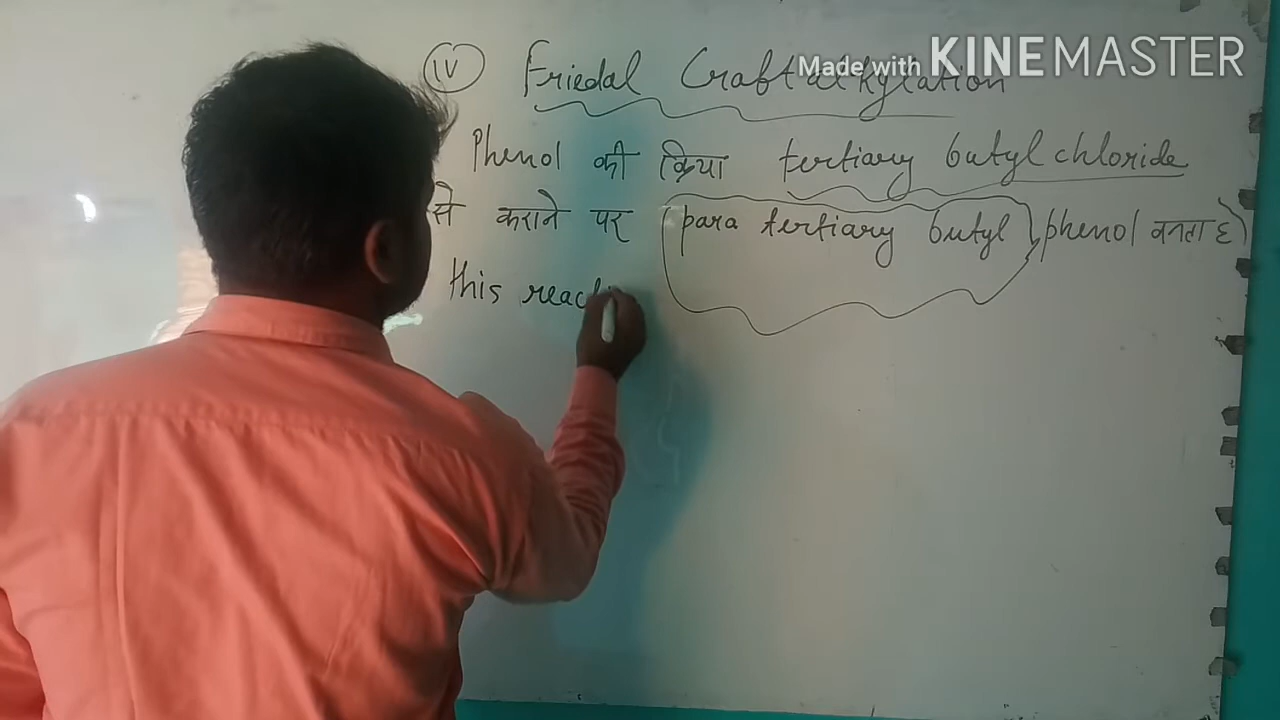 (iv) Friedal Craft alkylation
Made with KINEMASTER
Phenol की क्रिया tertiary butyl chloride
से कराने पर para tertiary butyl phenol बनता है
this reacti